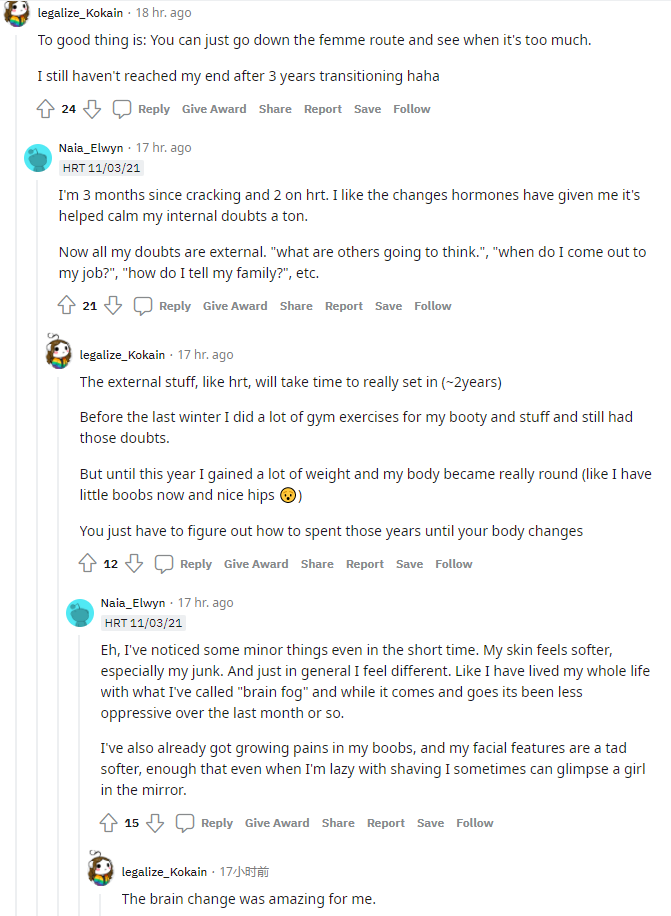 legalize_Kokain · 18 hr. ago
To good thing is: You can just go down the femme route and see when it's too much.
I still haven't reached my end after 3 years transitioning haha
24 Reply Give Award Share Report Save Follow
Naia_Elwyn · 17 hr. ago
HRT 11/03/21
I'm 3 months since cracking and 2 on hrt. I like the changes hormones have given me it's
helped calm my internal doubts a ton.
Now all my doubts are external. "what are others going to think.", "when do I come out to
my job?", "how do I tell my family?", etc.
21 Reply Give Award Share Report Save Follow
legalize_Kokain · 17 hr. ago
The external stuff, like hrt, will take time to really set in (~2years)
Before the last winter I did a lot of gym exercises for my booty and stuff and still had
those doubts.
But until this year I gained a lot of weight and my body became really round (like I have
little boobs now and nice hips 😮)
You just have to figure out how to spent those years until your body changes
12 Reply Give Award Share Report Save Follow
Naia_Elwyn · 17 hr. ago
HRT 11/03/21
Eh, I've noticed some minor things even in the short time. My skin feels softer,
especially my junk. And just in general I feel different. Like I have lived my whole life
with what I've called "brain fog" and while it comes and goes its been less
oppressive over the last month or so.
I've also already got growing pains in my boobs, and my facial features are a tad
softer, enough that even when I'm lazy with shaving I sometimes can glimpse a girl
in the mirror.
15 Reply Give Award Share Report Save Follow
legalize_Kokain · 17小时前
The brain change was amazing for me.